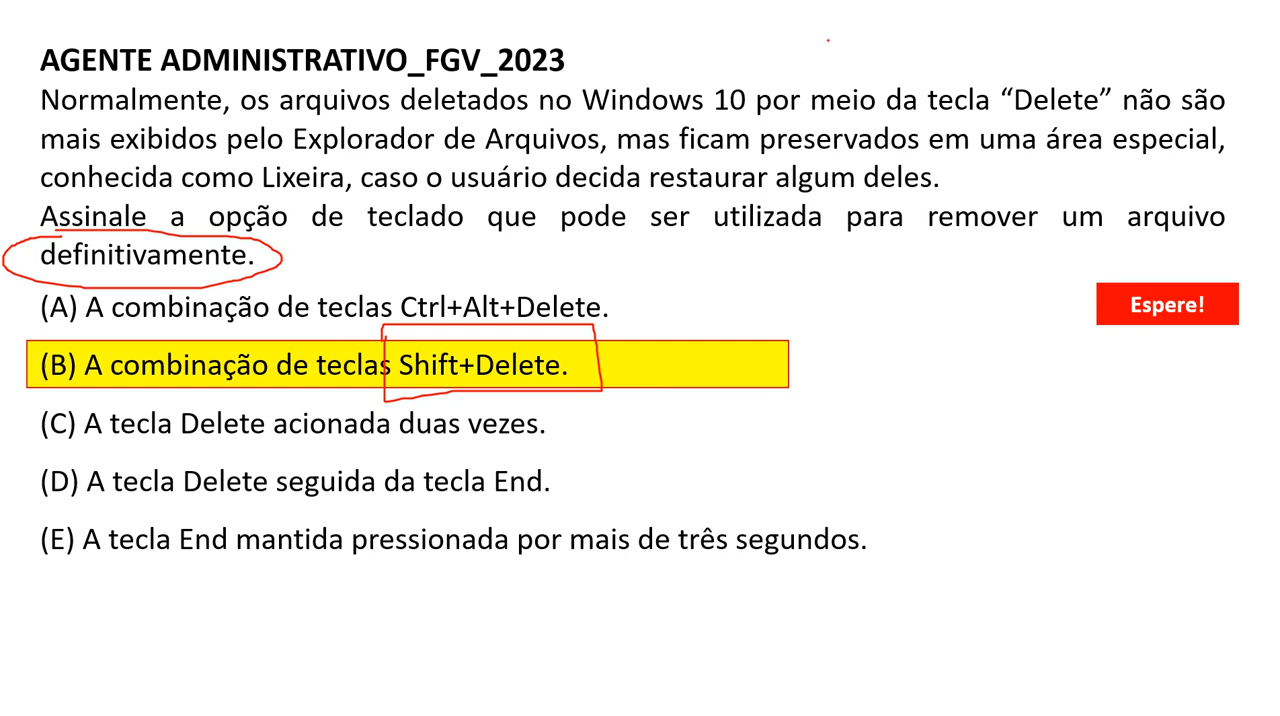 AGENTE ADMINISTRATIVO_FGV_2023
Normalmente, os arquivos deletados no Windows 10 por meio da tecla “Delete” não são
mais exibidos pelo Explorador de Arquivos, mas ficam preservados em uma área especial,
conhecida como Lixeira, caso o usuário decida restaurar algum deles.
Assinale a opção de teclado que pode ser utilizada para remover um arquivo
definitivamente.
(A) A combinação de teclas Ctrl+Alt+Delete.
Espere!
(B) A combinação de teclas Shift+Delete.
(C) A tecla Delete acionada duas vezes.
(D) A tecla Delete seguida da tecla End.
(E) A tecla End mantida pressionada por mais de três segundos.